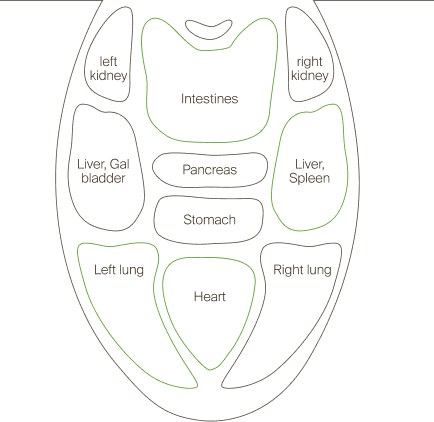 left
kidney
right
kidney
Intestines
Liver, Gal
bladder
Pancreas
Liver,
Spleen
Stomach
Left lung
Heart
Right lung